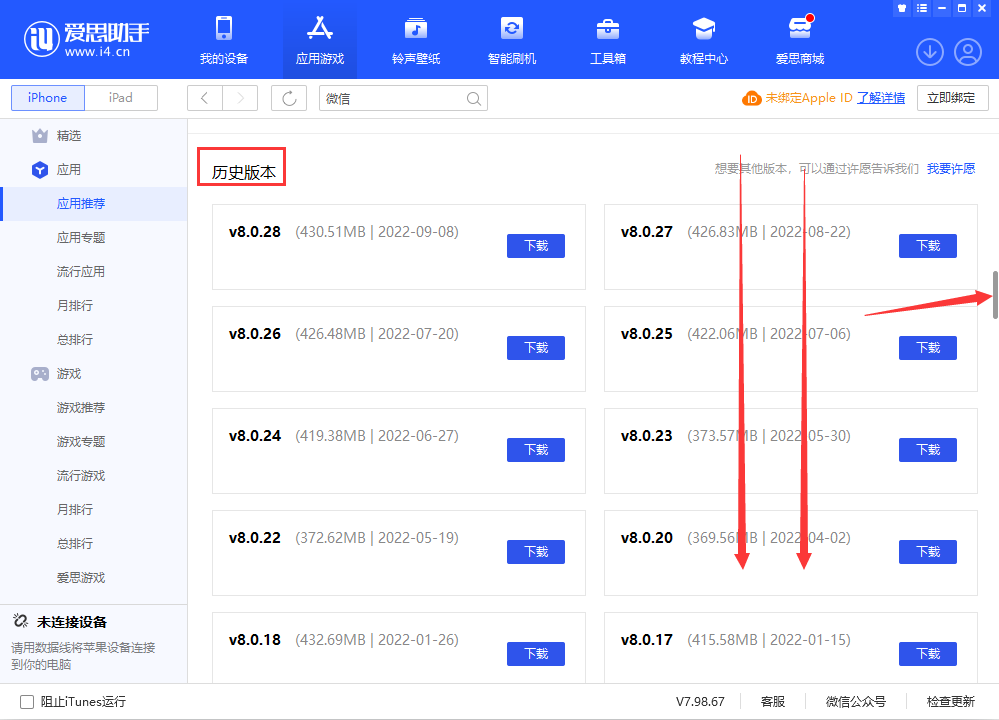 爱思助手
www.i4.cn
我的设备
应用游戏
铃声壁纸
智能刷机
工具箱
教程中心
爱思商城
iPhone
iPad
微信
ID 未绑定Apple ID 了解详情
立即绑定
精选
应用
应用推荐
应用专题
流行应用
月排行
总排行
游戏
游戏推荐
游戏专题
流行游戏
月排行
总排行
爱思游戏
未连接设备
请用数据线将苹果设备连接
到你的电脑
历史版本
想要其他版本，可以通过许愿告诉我们 我要许愿
v8.0.28 (430.51MB | 2022-09-08) 下载
v8.0.27 (426.83MB | 2022-08-22) 下载
v8.0.26 (426.48MB | 2022-07-20) 下载
v8.0.25 (422.06MB | 2022-07-06) 下载
v8.0.24 (419.38MB | 2022-06-27) 下载
v8.0.23 (373.57MB | 2022-05-30) 下载
v8.0.22 (372.62MB | 2022-05-19) 下载
v8.0.20 (369.56MB | 2022-04-02) 下载
v8.0.18 (432.69MB | 2022-01-26) 下载
v8.0.17 (415.58MB | 2022-01-15) 下载
阻止iTunes运行
V7.98.67
客服
微信公众号
检查更新